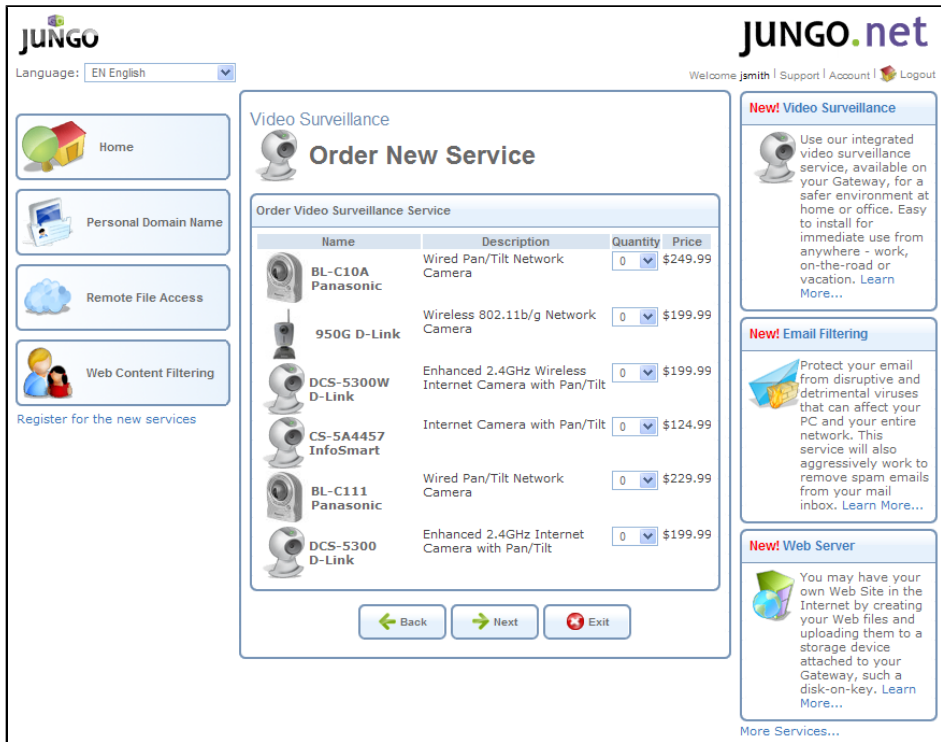 JUNGO
JUNGO.net
Language: EN English
Welcome jsmith | Support | Account | Logout
Home
Personal Domain Name
Remote File Access
Web Content Filtering
Register for the new services
Video Surveillance
Order New Service
Order Video Surveillance Service
Name Description Quantity Price
BL-C10A
Panasonic
Wired Pan/Tilt Network
Camera
0 $249.99
950G D-Link
Wireless 802.11b/g Network
Camera
0 $199.99
DCS-5300W
D-Link
Enhanced 2.4GHz Wireless
Internet Camera with Pan/Tilt
0 $199.99
CS-5A4457
InfoSmart
Internet Camera with Pan/Tilt
0 $124.99
BL-C111
Panasonic
Wired Pan/Tilt Network
Camera
0 $229.99
DCS-5300
D-Link
Enhanced 2.4GHz Internet
Camera with Pan/Tilt
0 $199.99
Back
Next
Exit
New! Video Surveillance
Use our integrated
video surveillance
service, available on
your Gateway, for a
safer environment at
home or office. Easy
to install for
immediate use from
anywhere - work,
on-the-road or
vacation. Learn
More...
New! Email Filtering
Protect your email
from disruptive and
detrimental viruses
that can affect your
PC and your entire
network. This
service will also
aggressively work to
remove spam emails
from your mail
inbox. Learn More...
New! Web Server
You may have your
own Web Site in the
Internet by creating
your Web files and
uploading them to a
storage device
attached to your
Gateway, such a
disk-on-key. Learn
More...
More Services...